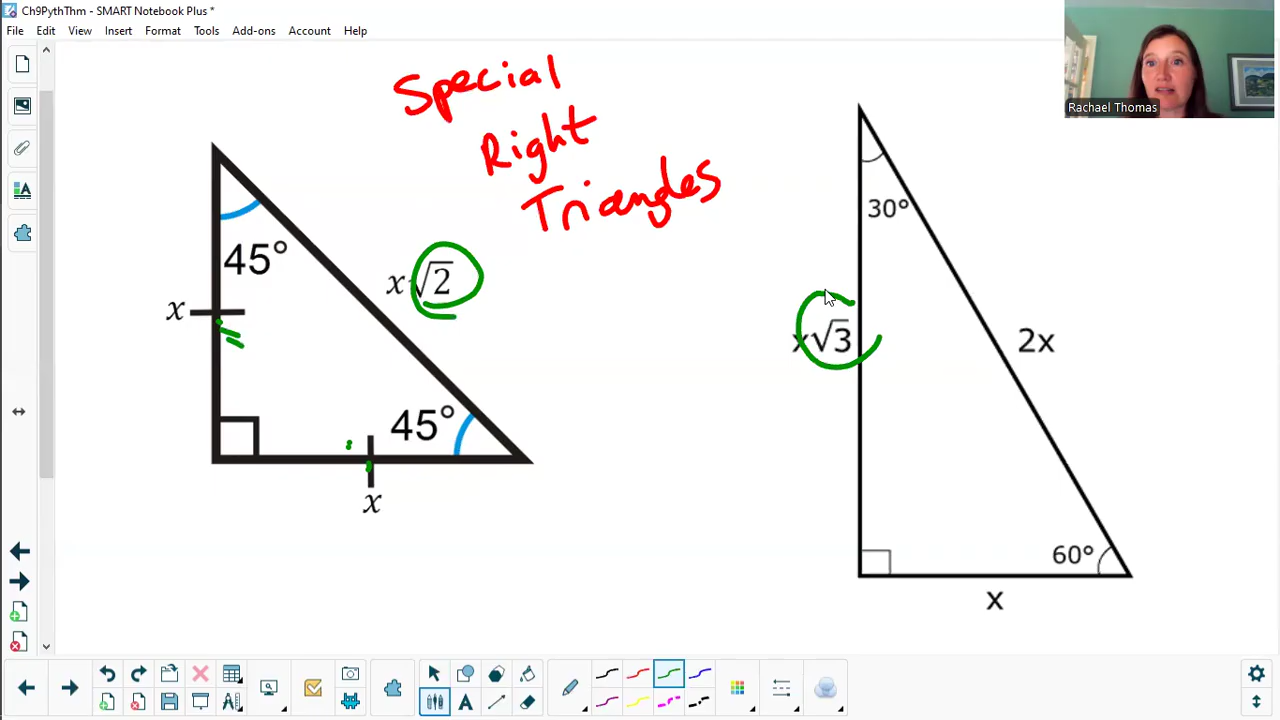 Ch9PythThm - SMART Notebook Plus *
File Edit View Insert Format Tools Add-ons Account Help
Rachael Thomas
Special
Right
Triangles
45°
x
x√2
45°
x
30°
x√3
2x
60°
x
A